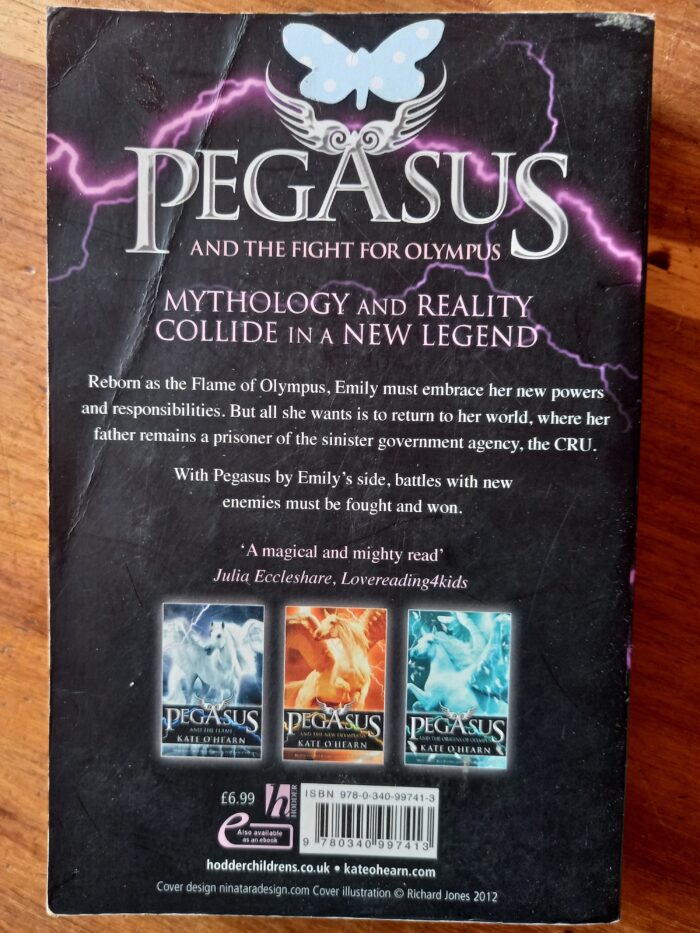 PEGASUS
AND THE FIGHT FOR OLYMPUS
MYTHOLOGY AND REALITY
COLLIDE IN A NEW LEGEND
Reborn as the Flame of Olympus, Emily must embrace her new powers
and responsibilities. But all she wants is to return to her world, where her
father remains a prisoner of the sinister government agency, the CRU.
With Pegasus by Emily’s side, battles with new
enemies must be fought and won.
‘A magical and mighty read’
Julia Eccleshare, Lovereading4kids
PEGASUS
AND THE FLAME
KATE O'HEARN
PEGASUS
AND THE NEW OLYMPIANS
KATE O'HEARN
PEGASUS
AND THE ORIGINS OF OLYMPUS
KATE O'HEARN
£6.99
h
HODDER
e
Also available
as an ebook
ISBN 978-0-340-99741-3
9 780340 997413
hodderchildrens.co.uk • kateohearn.com
Cover design ninataradesign.com Cover illustration © Richard Jones 2012